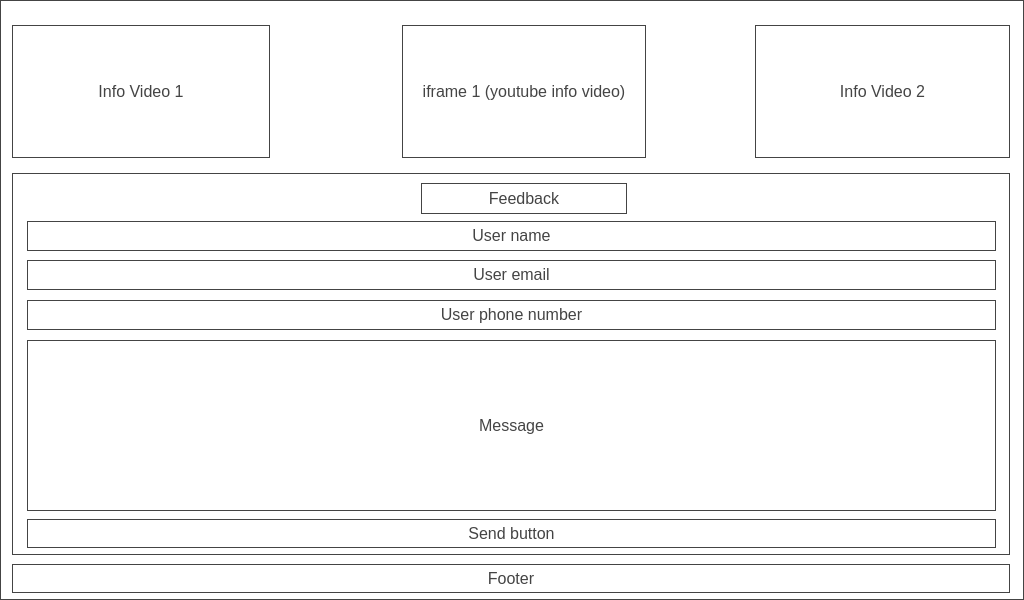 Info Video 1
iframe 1 (youtube info video)
Info Video 2
Feedback
User name
User email
User phone number
Message
Send button
Footer